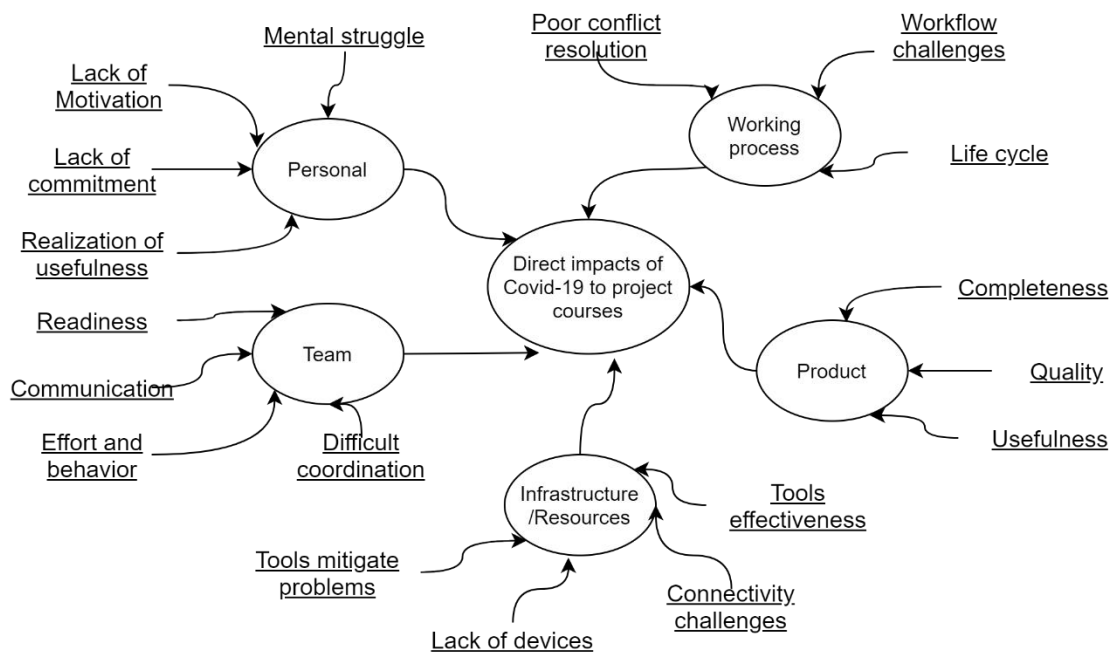 Mental struggle
Lack of
Motivation
Lack of
commitment
Realization of
usefulness
Personal
Poor conflict
resolution
Workflow
challenges
Working
process
Life cycle
Direct impacts of
Covid-19 to project
courses
Readiness
Communication
Effort and
behavior
Difficult
coordination
Team
Completeness
Product
Quality
Usefulness
Infrastructure
/Resources
Tools
effectiveness
Tools mitigate
problems
Lack of devices
Connectivity
challenges